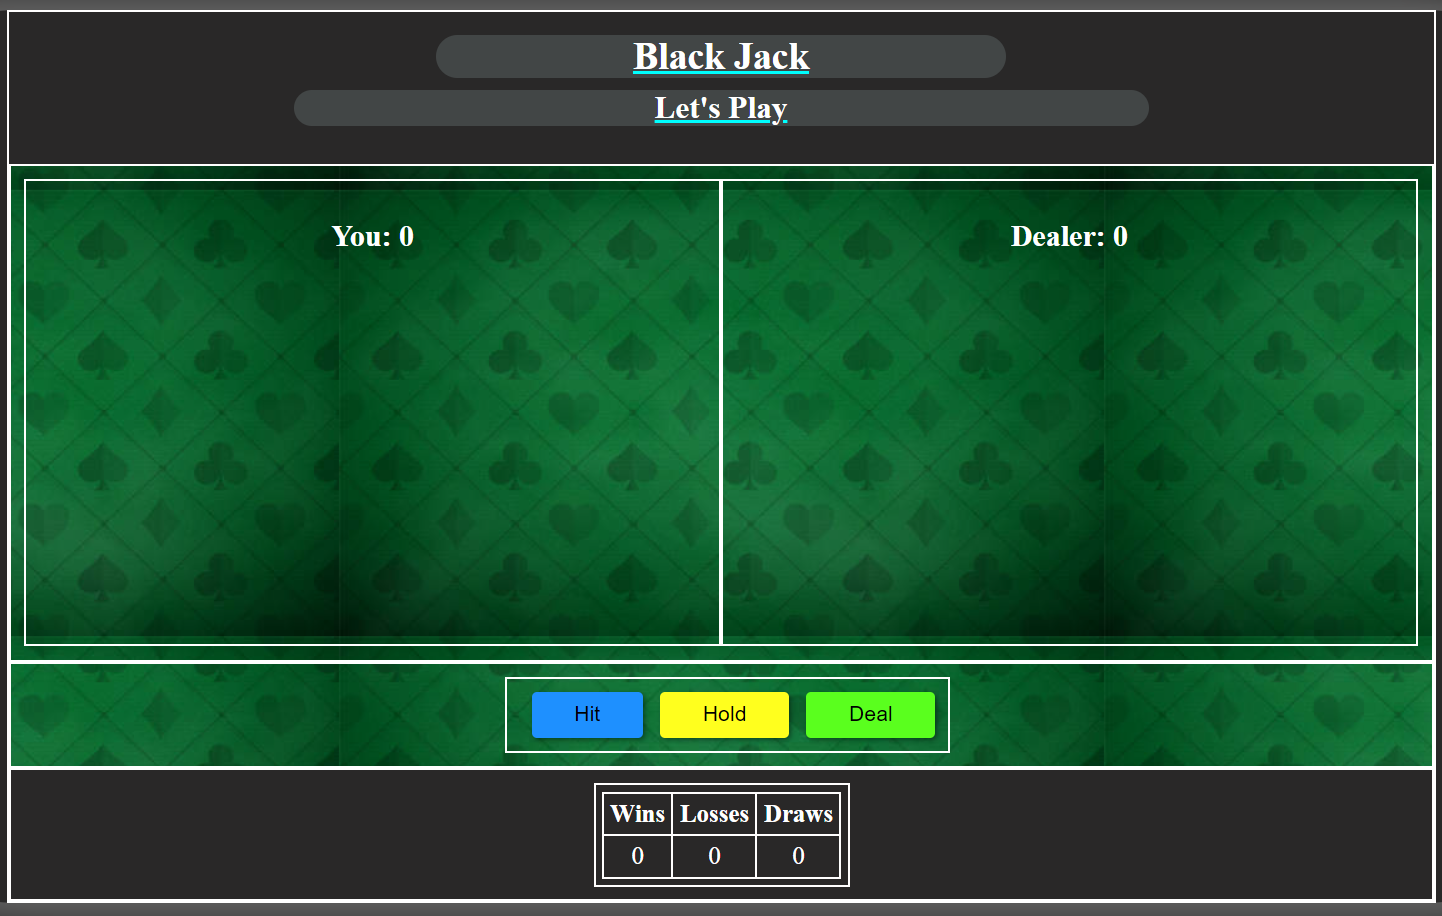 Black Jack
Let's Play
You: 0
Dealer: 0
Hit Hold Deal
Wins Losses Draws
0 0 0